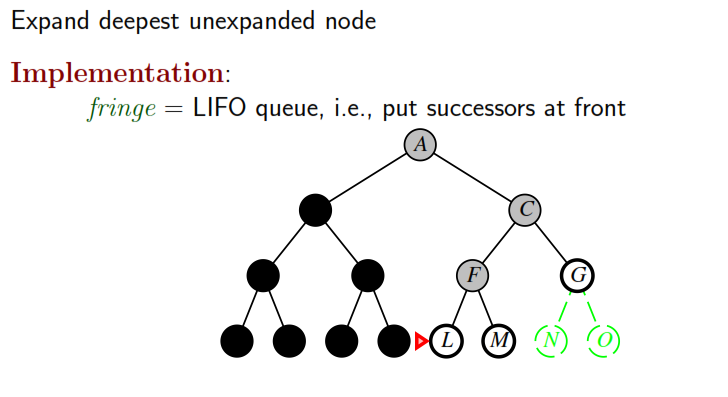 Expand deepest unexpanded node
Implementation:
fringe = LIFO queue, i.e., put successors at front
A
C
F G
L M N O